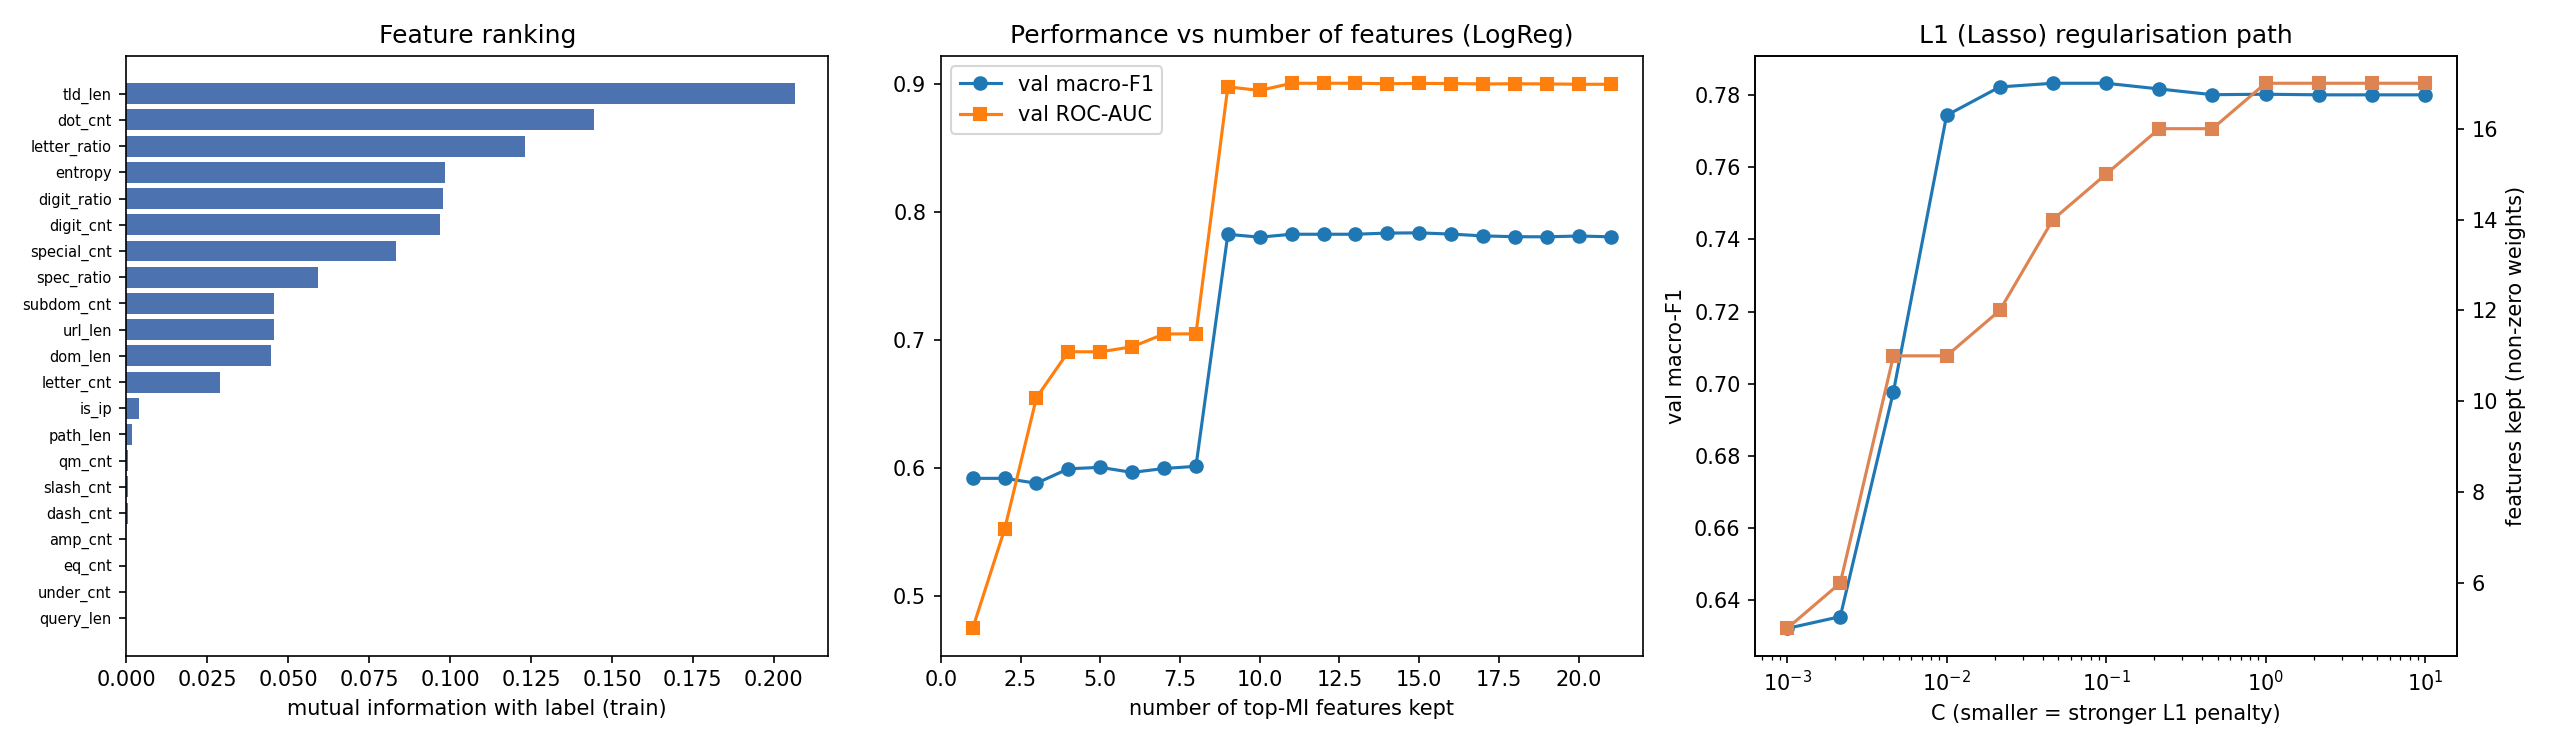 Feature ranking
tld_len
dot_cnt
letter_ratio
entropy
digit_ratio
digit_cnt
special_cnt
spec_ratio
subdom_cnt
url_len
dom_len
letter_cnt
is_ip
path_len
qm_cnt
slash_cnt
dash_cnt
amp_cnt
eq_cnt
under_cnt
query_len
0.000 0.025 0.050 0.075 0.100 0.125 0.150 0.175 0.200
mutual information with label (train)
Performance vs number of features (LogReg)
val macro-F1
val ROC-AUC
0.9
0.8
0.7
0.6
0.5
0.0 2.5 5.0 7.5 10.0 12.5 15.0 17.5 20.0
number of top-MI features kept
L1 (Lasso) regularisation path
val macro-F1
0.78
0.76
0.74
0.72
0.70
0.68
0.66
0.64
16
14
12
10
8
6
features kept (non-zero weights)
10⁻³ 10⁻² 10⁻¹ 10⁰ 10¹
C (smaller = stronger L1 penalty)